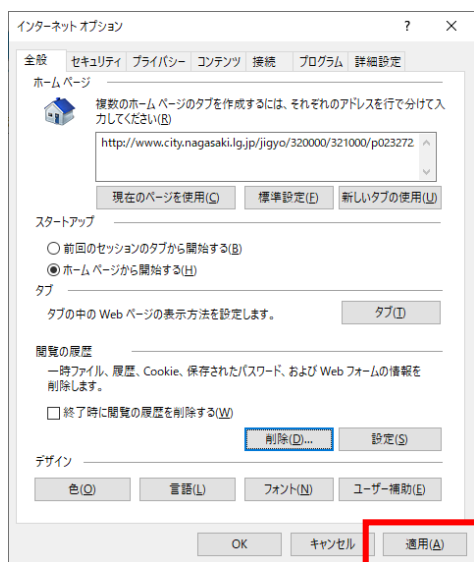 インターネット オプション ? ×
全般 セキュリティ プライバシー コンテンツ 接続 プログラム 詳細設定
ホーム ページ
複数のホーム ページのタブを作成するには、それぞれのアドレスを行で分けて入
力してください(R)
http://www.city.nagasaki.lg.jp/jigyo/320000/321000/p023272
現在のページを使用(C) 標準設定(F) 新しいタブの使用(U)
スタートアップ
前回のセッションのタブから開始する(B)
ホーム ページから開始する(H)
タブ
タブの中の Web ページの表示方法を設定します。 タブ(T)
閲覧の履歴
一時ファイル、履歴、Cookie、保存されたパスワード、および Web フォームの情報を
削除します。
終了時に閲覧の履歴を削除する(W)
削除(D)... 設定(S)
デザイン
色(O) 言語(L) フォント(N) ユーザー補助(E)
OK キャンセル 適用(A)